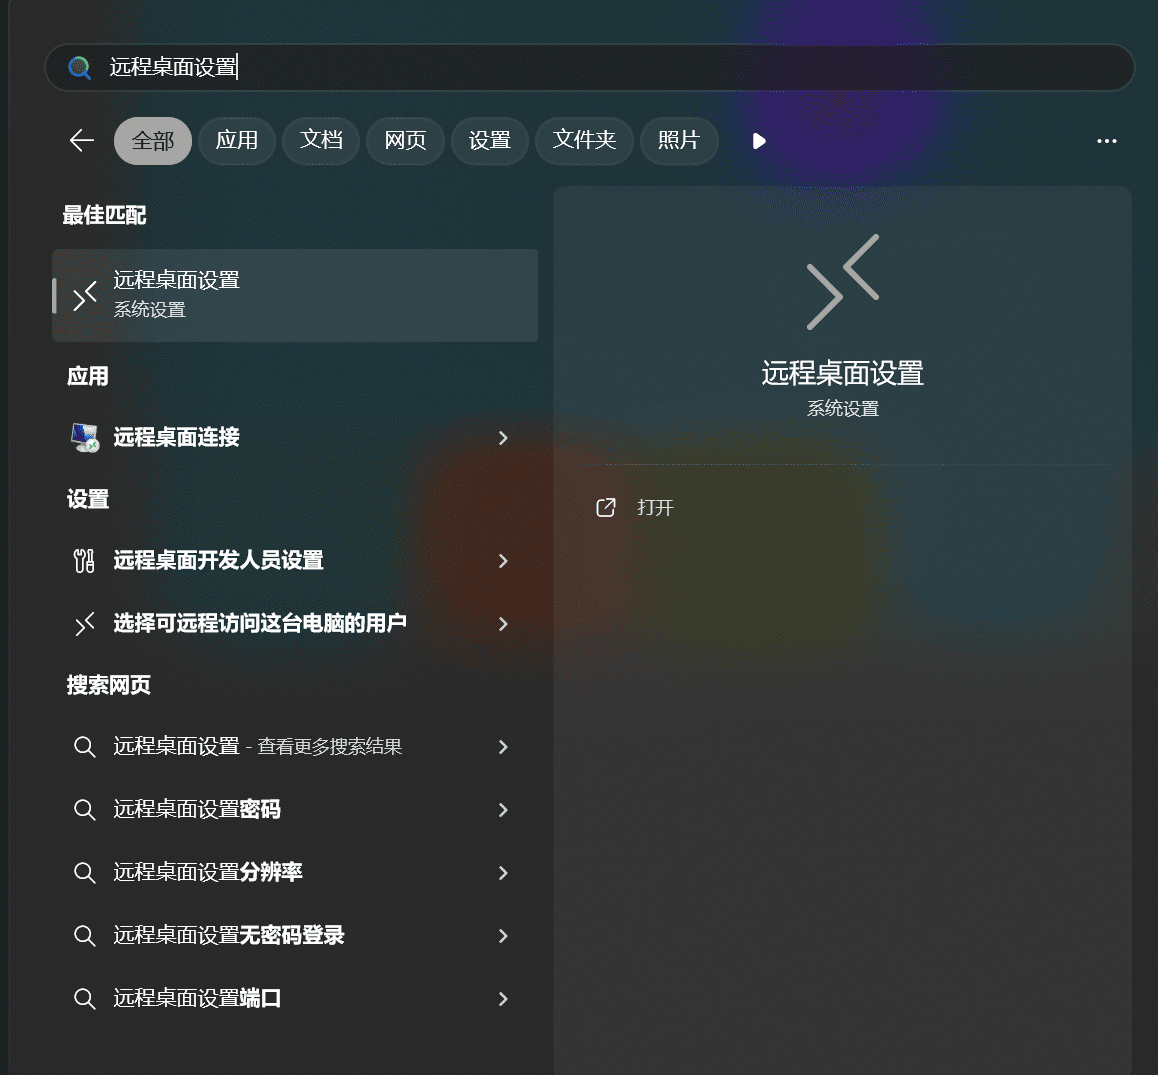 远程桌面设置
全部 应用 文档 网页 设置 文件夹 照片
最佳匹配
远程桌面设置
系统设置
应用
远程桌面连接
设置
远程桌面开发人员设置
选择可远程访问这台电脑的用户
搜索网页
远程桌面设置 - 查看更多搜索结果
远程桌面设置密码
远程桌面设置分辨率
远程桌面设置无密码登录
远程桌面设置端口
远程桌面设置
系统设置
打开